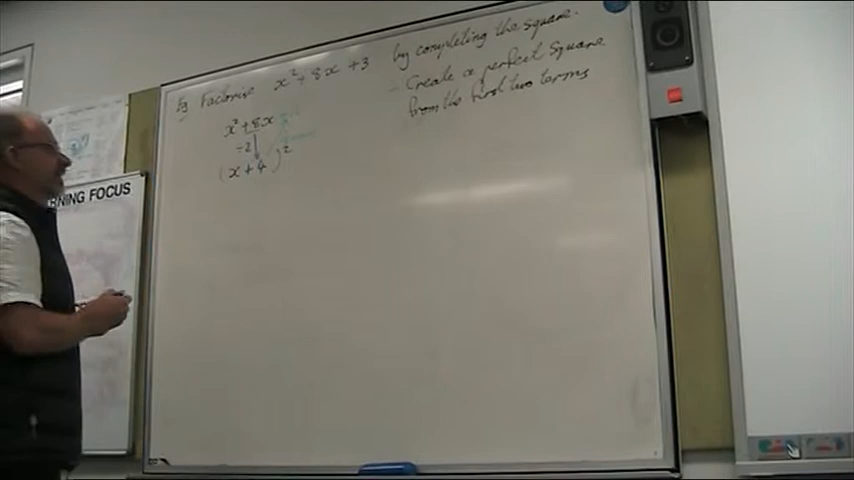 Eg Factorise x² + 8x + 3 by completing the square.
- Create a perfect square
from the first two terms
x² + 8x
÷2
(x + 4)²
RNING FOCUS